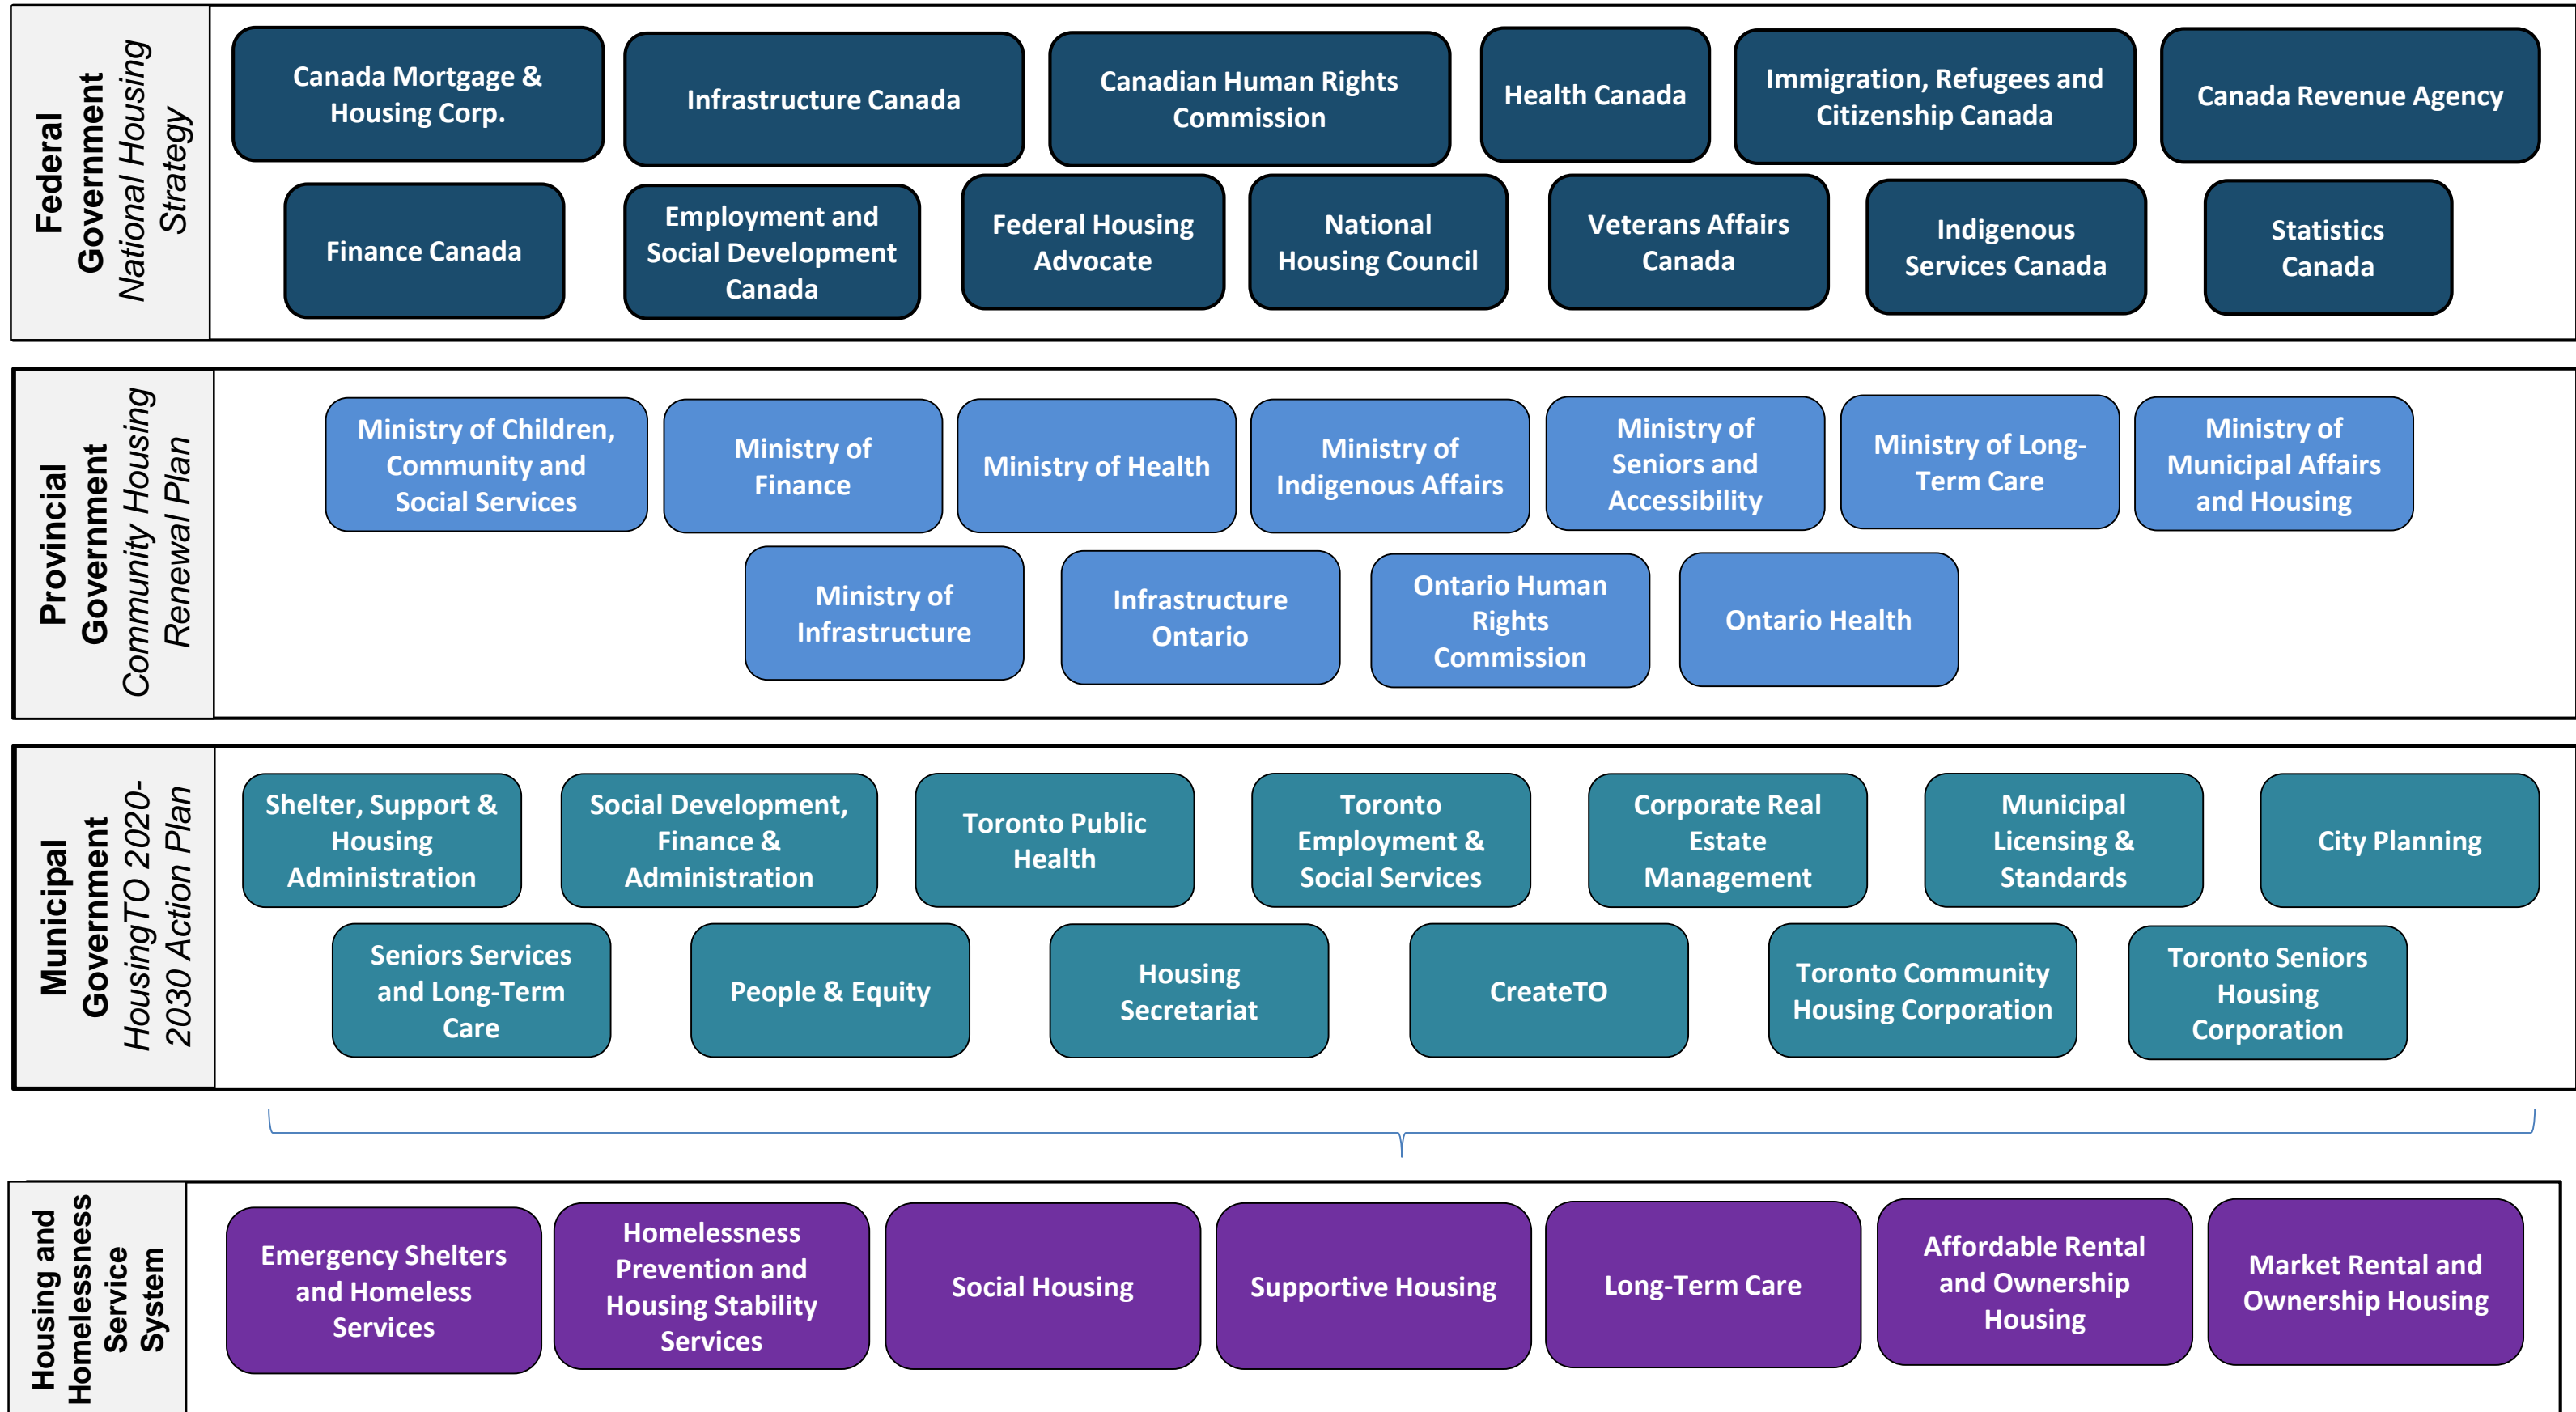 Federal
Government
National Housing
Strategy
Canada Mortgage &
Housing Corp.
Infrastructure Canada
Canadian Human Rights
Commission
Health Canada
Immigration, Refugees and
Citizenship Canada
Canada Revenue Agency
Finance Canada
Employment and
Social Development
Canada
Federal Housing
Advocate
National
Housing Council
Veterans Affairs
Canada
Indigenous
Services Canada
Statistics
Canada
Provincial
Government
Community Housing
Renewal Plan
Ministry of Children,
Community and
Social Services
Ministry of
Finance
Ministry of Health
Ministry of
Indigenous Affairs
Ministry of
Seniors and
Accessibility
Ministry of Long-
Term Care
Ministry of
Municipal Affairs
and Housing
Ministry of
Infrastructure
Infrastructure
Ontario
Ontario Human
Rights
Commission
Ontario Health
Municipal
Government
HousingTO 2020-
2030 Action Plan
Shelter, Support &
Housing
Administration
Social Development,
Finance &
Administration
Toronto Public
Health
Toronto
Employment &
Social Services
Corporate Real
Estate
Management
Municipal
Licensing &
Standards
City Planning
Seniors Services
and Long-Term
Care
People & Equity
Housing
Secretariat
CreateTO
Toronto Community
Housing Corporation
Toronto Seniors
Housing
Corporation
Housing and
Homelessness
Service
System
Emergency Shelters
and Homeless
Services
Homelessness
Prevention and
Housing Stability
Services
Social Housing
Supportive Housing
Long-Term Care
Affordable Rental
and Ownership
Housing
Market Rental and
Ownership Housing